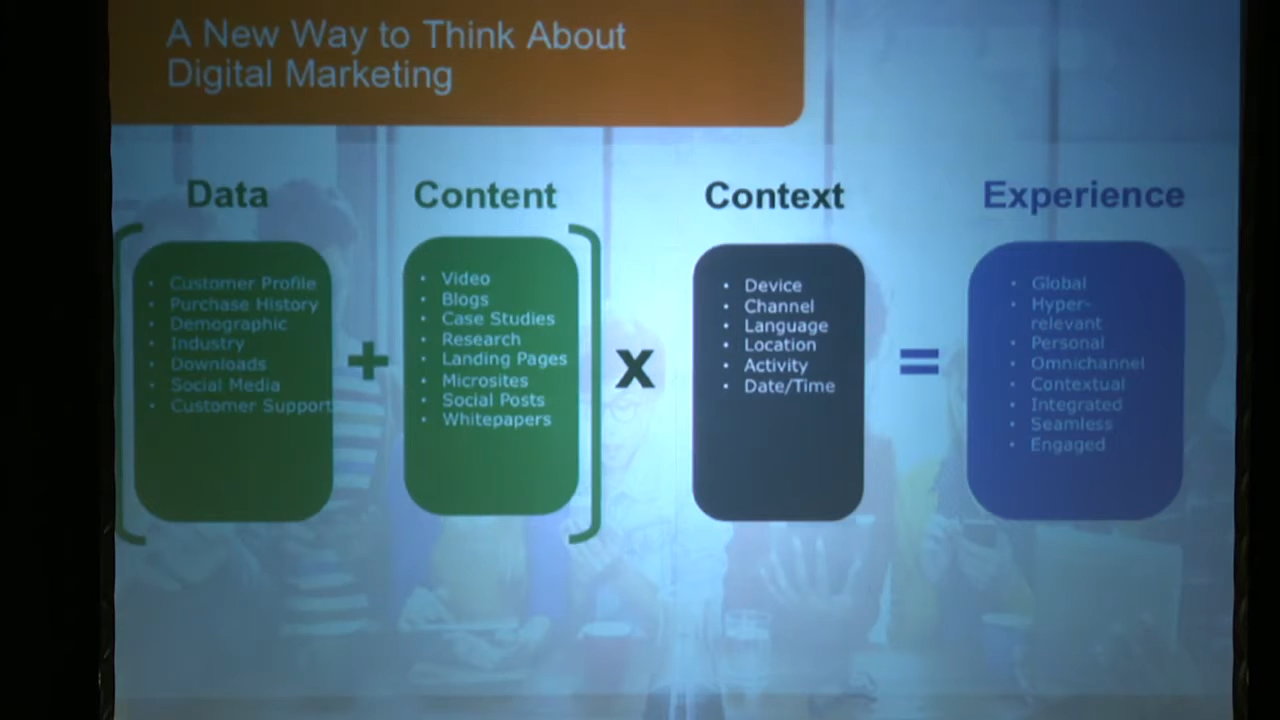 A New Way to Think About
Digital Marketing
Data
• Customer Profile
• Purchase History
• Demographic
• Industry
• Downloads
• Social Media
• Customer Support
+
Content
• Video
• Blogs
• Case Studies
• Research
• Landing Pages
• Microsites
• Social Posts
• Whitepapers
x
Context
• Device
• Channel
• Language
• Location
• Activity
• Date/Time
=
Experience
• Global
• Hyper-
relevant
• Personal
• Omnichannel
• Contextual
• Integrated
• Seamless
• Engaged